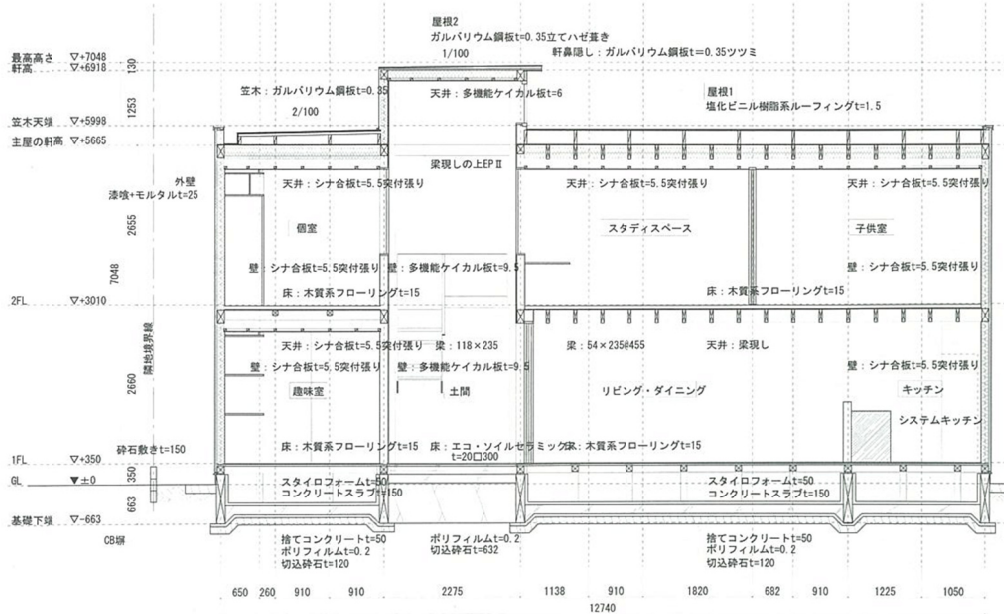 屋根2
ガルバリウム鋼板t=0.35立てハゼ葺き
1/100
軒鼻隠し：ガルバリウム鋼板t=0.35ツツミ
最高高さ ▽+7048
軒高 ▽+6918
130
笠木：ガルバリウム鋼板t=0.35
天井：多機能ケイカル板t=6
屋根1
塩化ビニル樹脂系ルーフィングt=1.5
2/100
1253
笠木天端 ▽+5998
主屋の軒高 ▽+5665
梁現しの上EPⅡ
外壁
漆喰+モルタルt=25
天井：シナ合板t=5.5突付張り
天井：シナ合板t=5.5突付張り
天井：シナ合板t=5.5突付張り
2655
個室
スタディスペース
子供室
7048
壁：シナ合板t=5.5突付張り
壁：多機能ケイカル板t=9.5
壁：シナ合板t=5.5突付張り
床：木質系フローリングt=15
床：木質系フローリングt=15
2FL ▽+3010
隣地境界線
天井：シナ合板t=5.5突付張り
梁：118×235
梁：54×235@455
天井：梁現し
壁：シナ合板t=5.5突付張り
壁：多機能ケイカル板t=9.5
壁：シナ合板t=5.5突付張り
2660
趣味室
土間
リビング・ダイニング
キッチン
システムキッチン
砕石敷きt=150
床：木質系フローリングt=15
床：エコ・ソイルセラミックス
t=20□300
床：木質系フローリングt=15
1FL ▽+350
350
GL ▼±0
スタイロフォームt=50
コンクリートスラブt=150
スタイロフォームt=50
コンクリートスラブt=150
663
基礎下端 ▽-663
CB塀
捨てコンクリートt=50
ポリフィルムt=0.2
切込砕石t=120
ポリフィルムt=0.2
切込砕石t=632
捨てコンクリートt=50
ポリフィルムt=0.2
切込砕石t=120
650 260 910 910 2275 1138 910 1820 682 910 1225 1050
12740